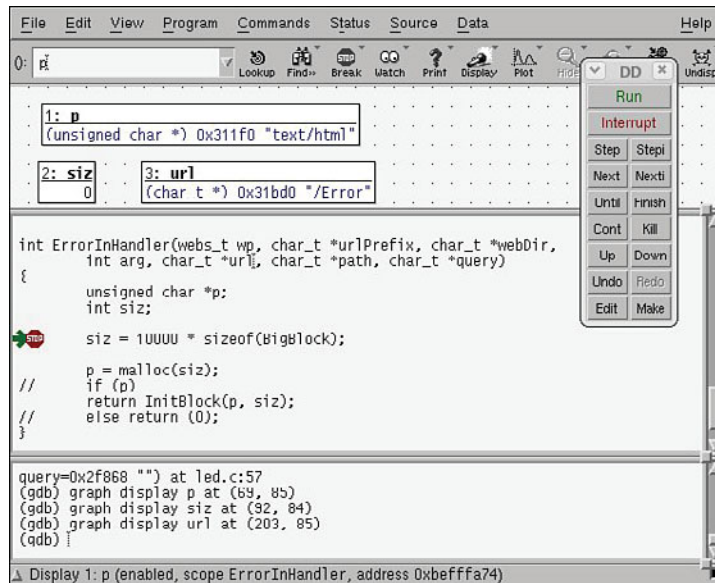 File Edit View Program Commands Status Source Data Help
(): p
Lookup Find» Break Watch Print Display Plot Hide Undisp
DD
Run
Interrupt
Step Stepi
Next Nexti
Until Finish
Cont Kill
Up Down
Undo Redo
Edit Make
1: p
(unsigned char *) 0x311f0 "text/html"
2: siz
0
3: url
(char_t *) 0x31bd0 "/Error"
int ErrorInHandler(webs_t wp, char_t *urlPrefix, char_t *webDir,
int arg, char_t *url, char_t *path, char_t *query)
{
unsigned char *p;
int siz;
STOP siz = 10000 * sizeof(BigBlock);
p = malloc(siz);
// if (p)
return InitBlock(p, siz);
// else return (0);
}
query=0x2f868 "") at led.c:57
(gdb) graph display p at (69, 85)
(gdb) graph display siz at (92, 84)
(gdb) graph display url at (203, 85)
(gdb)
Display 1: p (enabled, scope ErrorInHandler, address 0xbefffa74)